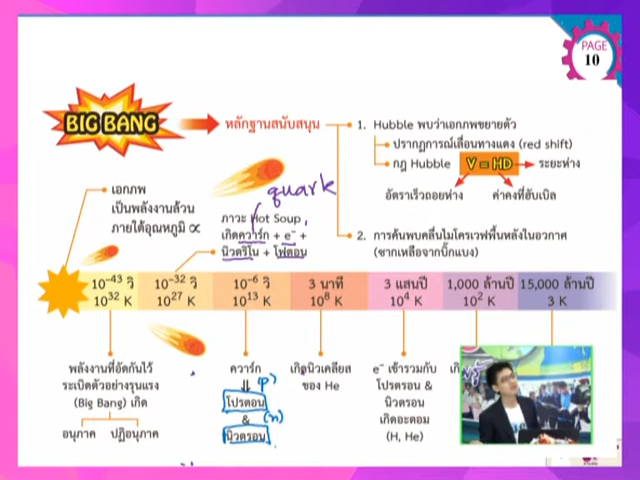 PAGE
10
BIG BANG
หลักฐานสนับสนุน
1. Hubble พบว่าเอกภพขยายตัว
ปรากฏการณ์เลื่อนทางแดง (red shift)
กฎ Hubble V = HD ระยะห่าง
อัตราเร็วถอยห่าง ค่าคงที่ฮับเบิล
2. การค้นพบคลื่นไมโครเวฟพื้นหลังในอวกาศ
(ซากเหลือจากบิ๊กแบง)
เอกภพ
เป็นพลังงานล้วน
ภายใต้อุณหภูมิ ∝
quark
ภาวะ Hot Soup
เกิดควาร์ก + e⁻ +
นิวตริโน + โฟตอน
10⁻⁴³ วิ 10⁻³² วิ 10⁻⁶ วิ 3 นาที 3 แสนปี 1,000 ล้านปี 15,000 ล้านปี
10³² K 10²⁷ K 10¹³ K 10⁸ K 10⁴ K 10² K 3 K
พลังงานที่อัดกันไว้
ระเบิดตัวอย่างรุนแรง
(Big Bang) เกิด
อนุภาค ปฏิอนุภาค
ควาร์ก
(p)
โปรตอน
& (n)
นิวตรอน
เกิดนิวเคลียส
ของ He
e⁻ เข้ารวมกับ
โปรตรอน &
นิวตรอน
เกิดอะตอม
(H, He)